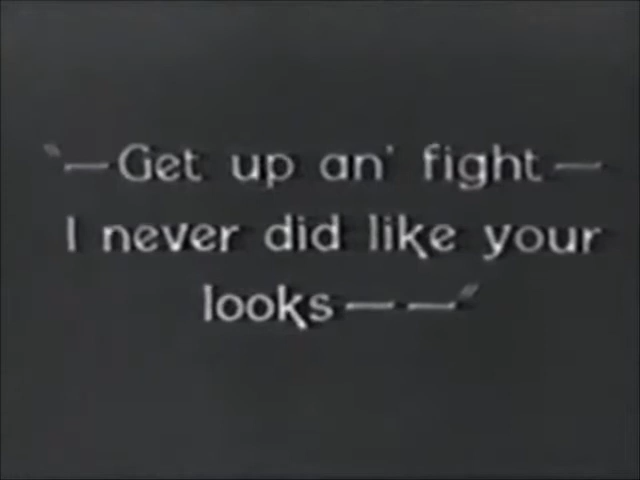 "—Get up an' fight—
I never did like your
looks— —"